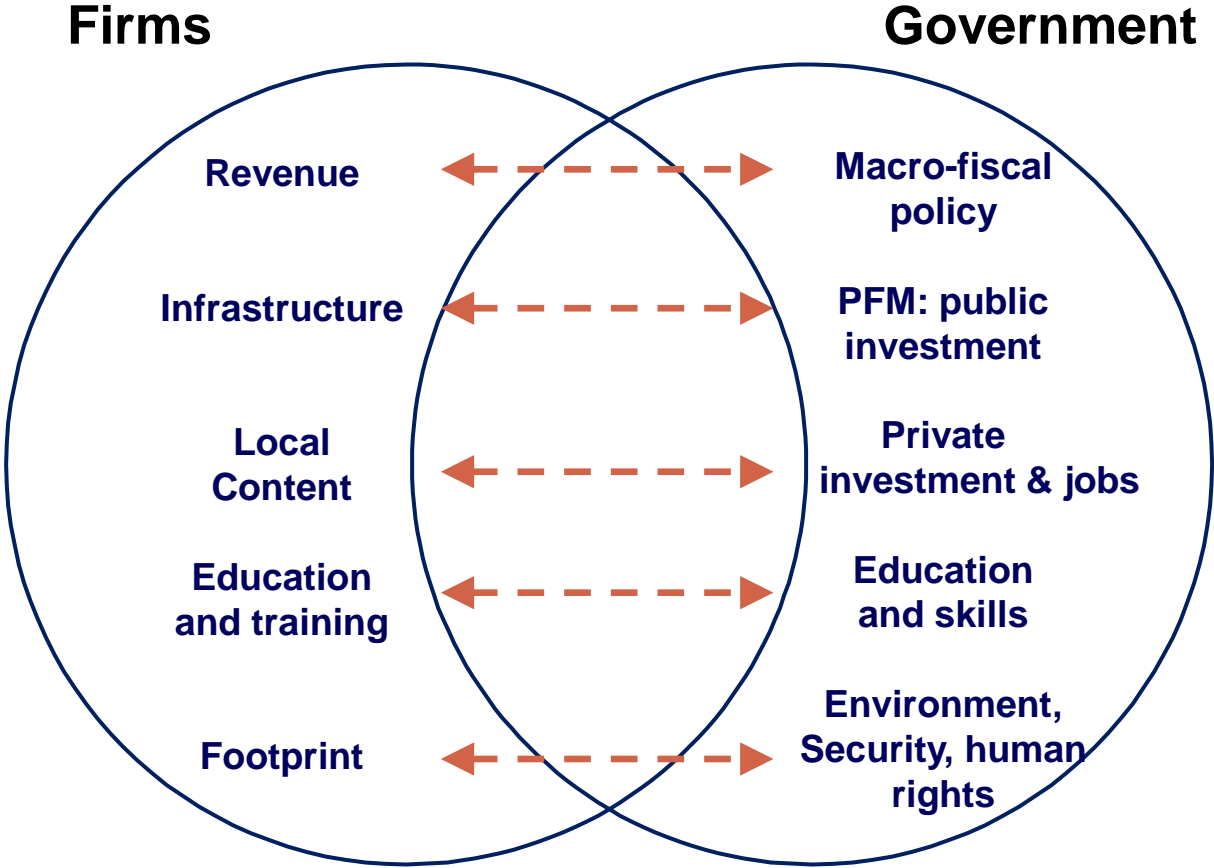 Firms
Government
Revenue
Macro-fiscal
policy
Infrastructure
PFM: public
investment
Local
Content
Private
investment & jobs
Education
and training
Education
and skills
Footprint
Environment,
Security, human
rights